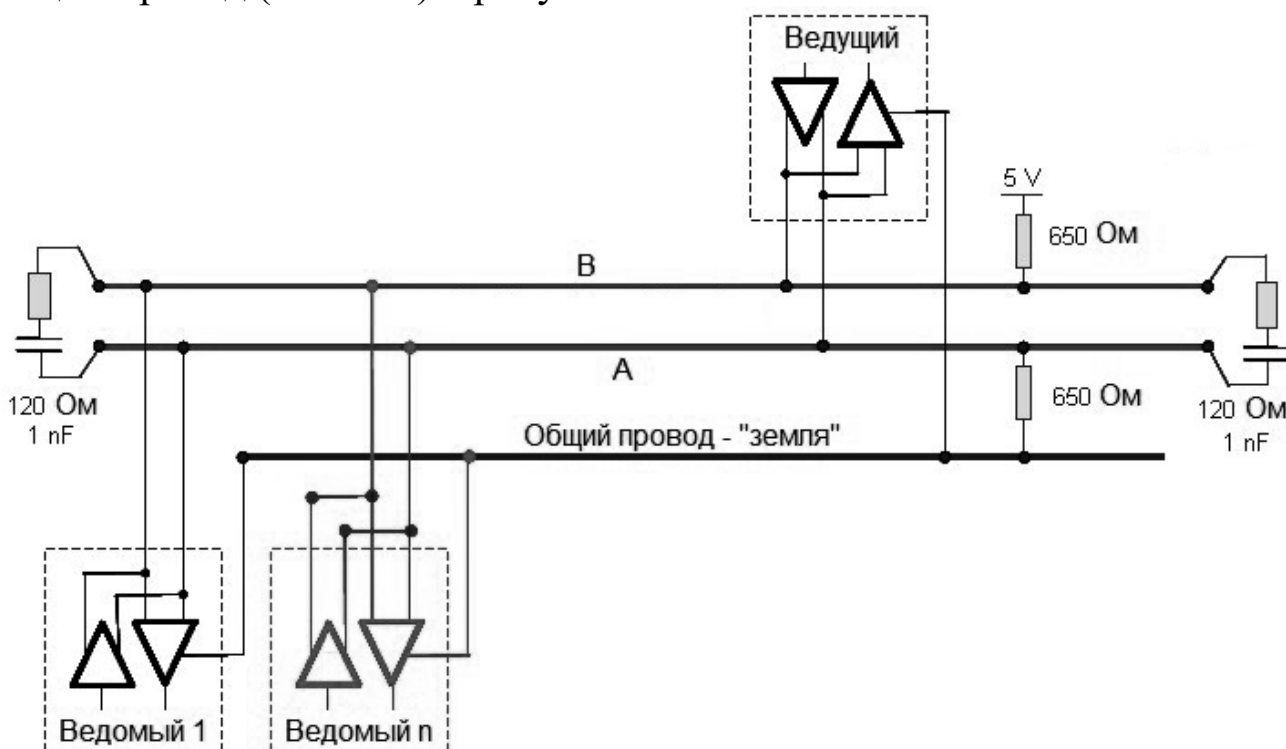 Ведущий
5 V
650 Ом
B
A
650 Ом
120 Ом
1 nF
120 Ом
1 nF
Общий провод - "земля"
Ведомый 1
Ведомый n